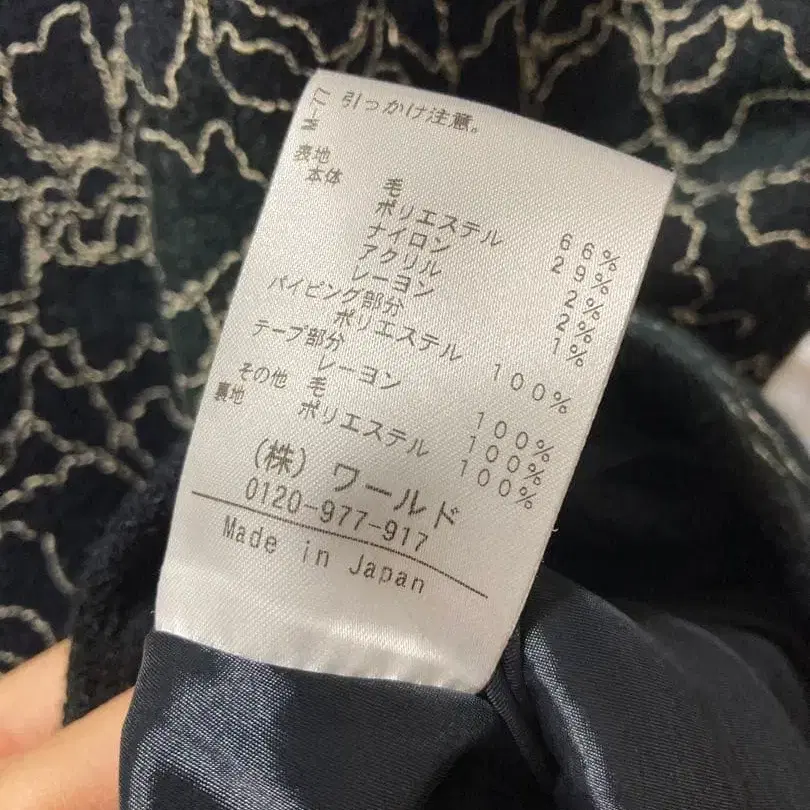 M-77 引っかけ注意。
表地
本体 毛 66%
ポリエステル 29%
ナイロン 2%
アクリル 2%
レーヨン 1%
パイピング部分
ポリエステル 100%
テープ部分
レーヨン 100%
その他 毛 100%
裏地 ポリエステル 100%
(株) ワールド
0120-977-917
Made in Japan